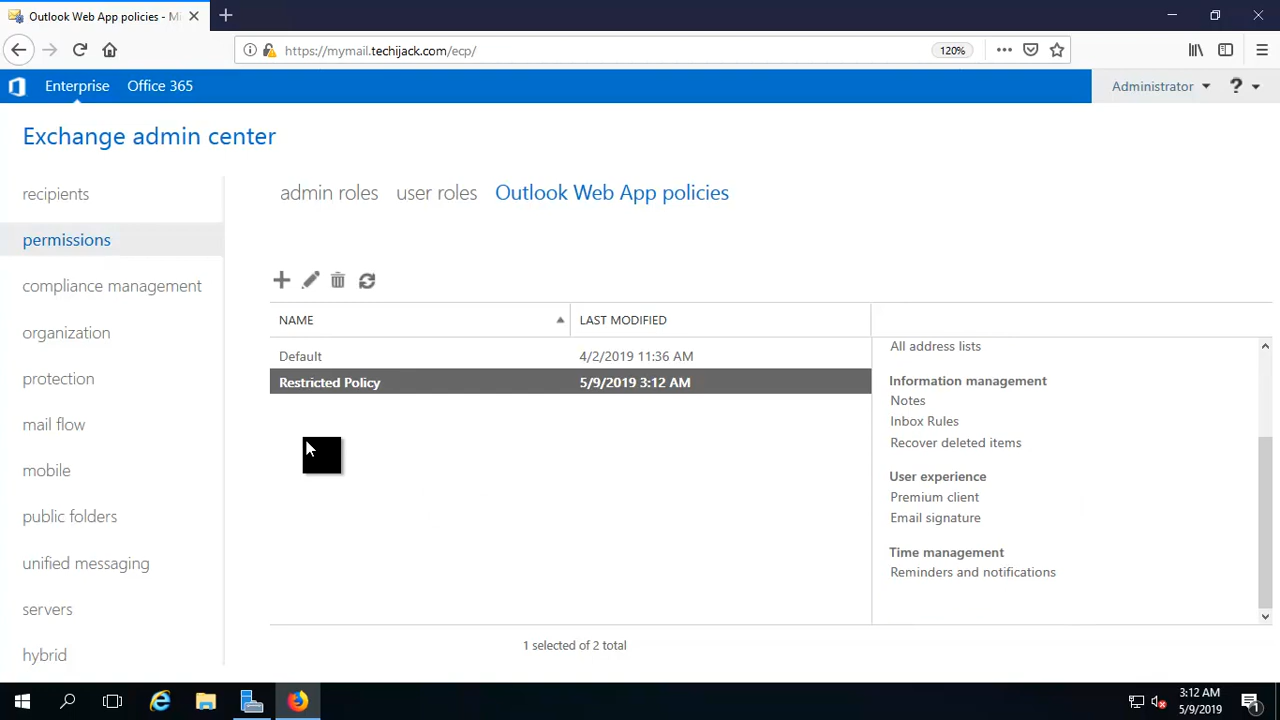 Outlook Web App policies - Mi
https://mymail.techijack.com/ecp/
120%
Enterprise
Office 365
Administrator
?
Exchange admin center
recipients
permissions
compliance management
organization
protection
mail flow
mobile
public folders
unified messaging
servers
hybrid
admin roles
user roles
Outlook Web App policies
NAME
LAST MODIFIED
Default
4/2/2019 11:36 AM
Restricted Policy
5/9/2019 3:12 AM
1 selected of 2 total
All address lists
Information management
Notes
Inbox Rules
Recover deleted items
User experience
Premium client
Email signature
Time management
Reminders and notifications
3:12 AM
5/9/2019
1